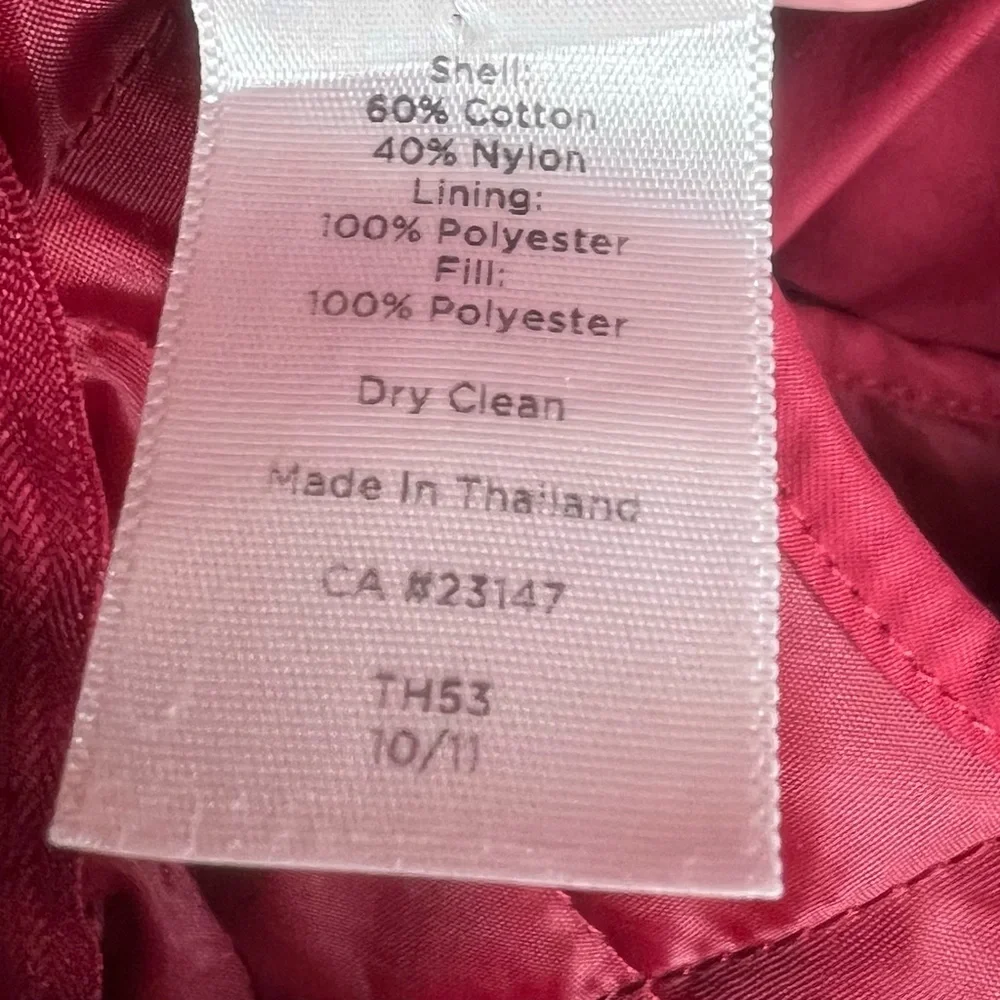 Shell:
60% Cotton
40% Nylon
Lining:
100% Polyester
Fill:
100% Polyester
Dry Clean
Made In Thailand
CA #23147
TH53
10/11